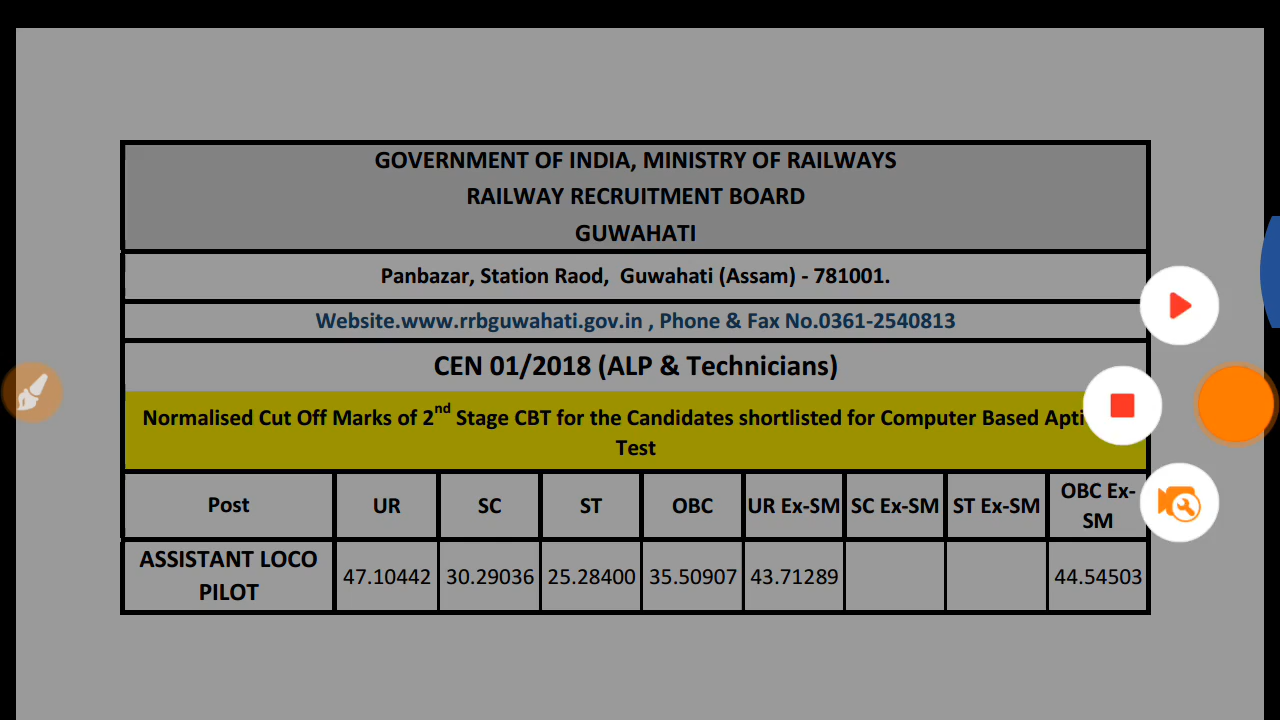 GOVERNMENT OF INDIA, MINISTRY OF RAILWAYS
RAILWAY RECRUITMENT BOARD
GUWAHATI
Panbazar, Station Raod, Guwahati (Assam) - 781001.
Website.www.rrbguwahati.gov.in , Phone & Fax No.0361-2540813
CEN 01/2018 (ALP & Technicians)
Normalised Cut Off Marks of 2nd Stage CBT for the Candidates shortlisted for Computer Based Apti
Test
Post UR SC ST OBC UR Ex-SM SC Ex-SM ST Ex-SM OBC Ex-
SM
ASSISTANT LOCO
PILOT 47.10442 30.29036 25.28400 35.50907 43.71289 44.54503